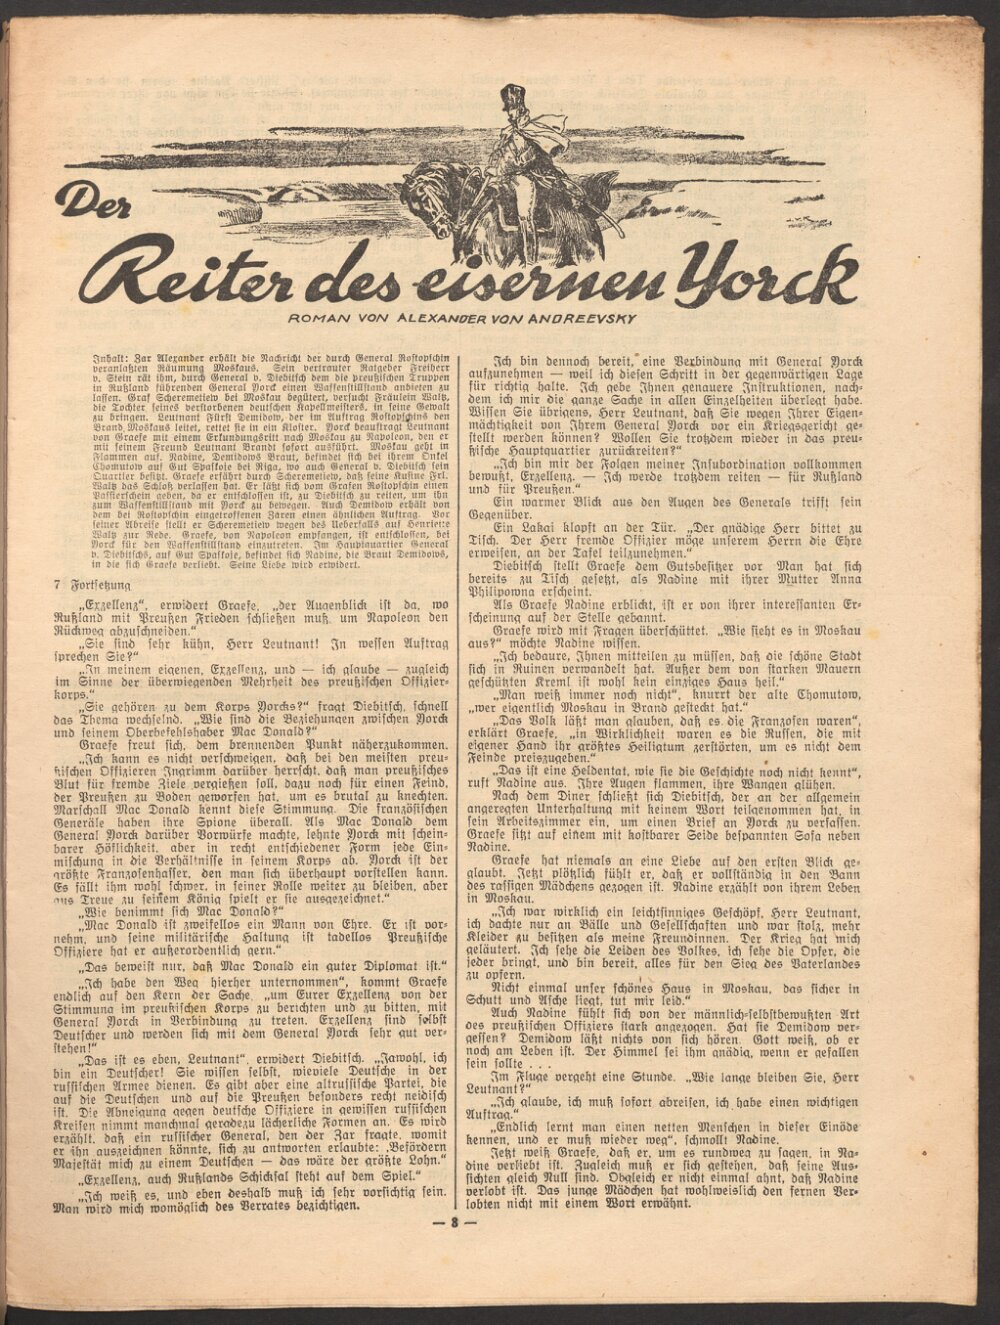 Der
Reiter des eisernen Yorck
ROMAN VON ALEXANDER VON ANDREEVSKY
Inhalt: Zar Alexander erhält die Nachricht der durch General Rostopschin
veranlaßten Räumung Moskaus. Sein vertrauter Ratgeber Freiherr
v. Stein rät ihm, durch General v. Diebitsch dem die preußischen Truppen
in Rußland führenden General Yorck einen Waffenstillstand anbieten zu
lassen. Graf Scheremetiew bei Moskau begütert, versucht Fräulein Waltz,
die Tochter seines verstorbenen deutschen Kapellmeisters, in seine Gewalt
zu bringen. Leutnant Fürst Demidow, der im Auftrag Rostopschins den
Brand Moskaus leitet, rettet sie in ein Kloster. Yorck beauftragt Leutnant
von Graefe mit einem Erkundungsritt nach Moskau zu Napoleon, den er
mit seinem Freund Leutnant Brandt sofort ausführt. Moskau geht in
Flammen auf. Nadine, Demidows Braut, befindet sich bei ihrem Onkel
Chomutow auf Gut Spaskoje bei Riga, wo auch General v. Diebitsch sein
Quartier besitzt. Graefe erfährt durch Scheremetiew, daß seine Kusine Frl.
Waltz das Schloß verlassen hat. Er läßt sich vom Grafen Rostopschin einen
Passierschein geben, da er entschlossen ist, zu Diebitsch zu reiten, um ihn
zum Waffenstillstand mit Yorck zu bewegen. Auch Demidow erhält von
dem bei Rostopschin eingetroffenen Zaren einen ähnlichen Auftrag. Vor
seiner Abreise stellt er Scheremetiew wegen des Ueberfalls auf Henriette
Waltz zur Rede. Graefe, von Napoleon empfangen, ist entschlossen, bei
Yorck für den Waffenstillstand einzutreten. Im Hauptquartier General
v. Diebitschs, auf Gut Spaskoje, befindet sich Nadine, die Braut Demidows,
in die sich Graefe verliebt. Seine Liebe wird erwidert.
7 Fortsetzung
„Exzellenz“, erwidert Graefe, „der Augenblick ist da, wo
Rußland mit Preußen Frieden schließen muß, um Napoleon den
Rückweg abzuschneiden.“
„Sie sind sehr kühn, Herr Leutnant! In wessen Auftrag
sprechen Sie?“
„In meinem eigenen, Exzellenz, und — ich glaube — zugleich
im Sinne der überwiegenden Mehrheit des preußischen Offizier-
korps.“
„Sie gehören zu dem Korps Yorcks?“ fragt Diebitsch, schnell
das Thema wechselnd. „Wie sind die Beziehungen zwischen Yorck
und seinem Oberbefehlshaber Mac Donald?“
Graefe freut sich, dem brennenden Punkt näherzukommen.
„Ich kann es nicht verschweigen, daß bei den meisten preu-
ßischen Offizieren Ingrimm darüber herrscht, daß man preußisches
Blut für fremde Ziele vergießen soll, dazu noch für einen Feind,
der Preußen zu Boden geworfen hat, um es brutal zu knechten.
Marschall Mac Donald kennt diese Stimmung. Die französischen
Generäle haben ihre Spione überall. Als Mac Donald dem
General Yorck darüber Vorwürfe machte, lehnte Yorck mit schein-
barer Höflichkeit, aber in recht entschiedener Form jede Ein-
mischung in die Verhältnisse in seinem Korps ab. Yorck ist der
größte Franzosenhasser, den man sich überhaupt vorstellen kann.
Es fällt ihm wohl schwer, in seiner Rolle weiter zu bleiben, aber
aus Treue zu seinem König spielt er sie ausgezeichnet.“
„Wie benimmt sich Mac Donald?“
„Mac Donald ist zweifellos ein Mann von Ehre. Er ist vor-
nehm, und seine militärische Haltung ist tadellos Preußische
Offiziere hat er außerordentlich gern.“
„Das beweist nur, daß Mac Donald ein guter Diplomat ist.“
„Ich habe den Weg hierher unternommen“, kommt Graefe
endlich auf den Kern der Sache, „um Eurer Exzellenz von der
Stimmung im preußischen Korps zu berichten und zu bitten, mit
General Yorck in Verbindung zu treten. Exzellenz sind selbst
Deutscher und werden sich mit dem General Yorck sehr gut ver-
stehen!“
„Das ist es eben, Leutnant“, erwidert Diebitsch. „Jawohl, ich
bin ein Deutscher! Sie wissen selbst, wieviele Deutsche in der
russischen Armee dienen. Es gibt aber eine altrussische Partei, die
auf die Deutschen und auf die Preußen besonders recht neidisch
ist. Die Abneigung gegen deutsche Offiziere in gewissen russischen
Kreisen nimmt manchmal geradezu lächerliche Formen an. Es wird
erzählt, daß ein russischer General, den der Zar fragte, womit
er ihn auszeichnen könnte, sich zu antworten erlaubte: ‚Befördern
Majestät mich zu einem Deutschen — das wäre der größte Lohn.“
„Exzellenz, auch Rußlands Schicksal steht auf dem Spiel.“
„Ich weiß es, und eben deshalb muß ich sehr vorsichtig sein.
Man wird mich womöglich des Verrates bezichtigen.
Ich bin dennoch bereit, eine Verbindung mit General Yorck
aufzunehmen — weil ich diesen Schritt in der gegenwärtigen Lage
für richtig halte. Ich gebe Ihnen genauere Instruktionen, nach-
dem ich mir die ganze Sache in allen Einzelheiten überlegt habe.
Wissen Sie übrigens, Herr Leutnant, daß Sie wegen Ihrer Eigen-
mächtigkeit von Ihrem General Yorck vor ein Kriegsgericht ge-
stellt werden können? Wollen Sie trotzdem wieder in das preu-
ßische Hauptquartier zurückreiten?“
„Ich bin mir der Folgen meiner Insubordination vollkommen
bewußt, Exzellenz. — Ich werde trotzdem reiten — für Rußland
und für Preußen.“
Ein warmer Blick aus den Augen des Generals trifft sein
Gegenüber.
Ein Lakai klopft an der Tür. „Der gnädige Herr bittet zu
Tisch. Der Herr fremde Offizier möge unserem Herrn die Ehre
erweisen, an der Tafel teilzunehmen.“
Diebitsch stellt Graefe dem Gutsbesitzer vor Man hat sich
bereits zu Tisch gesetzt, als Nadine mit ihrer Mutter Anna
Philipowna erscheint.
Als Graefe Nadine erblickt, ist er von ihrer interessanten Er-
scheinung auf der Stelle gebannt.
Graefe wird mit Fragen überschüttet. „Wie sieht es in Moskau
aus?“ möchte Nadine wissen.
„Ich bedaure, Ihnen mitteilen zu müssen, daß die schöne Stadt
sich in Ruinen verwandelt hat. Außer dem von starken Mauern
geschützten Kreml ist wohl kein einziges Haus heil.“
„Man weiß immer noch nicht“, knurrt der alte Chomutow,
„wer eigentlich Moskau in Brand gesteckt hat.“
„Das Volk läßt man glauben, daß es die Franzosen waren“,
erklärt Graefe, „in Wirklichkeit waren es die Russen, die mit
eigener Hand ihr größtes Heiligtum zerstörten, um es nicht dem
Feinde preiszugeben.“
„Das ist eine Heldentat, wie sie die Geschichte noch nicht kennt“,
ruft Nadine aus. Ihre Augen flammen, ihre Wangen glühen.
Nach dem Diner schließt sich Diebitsch, der an der allgemein
angeregten Unterhaltung mit keinem Wort teilgenommen hat, in
sein Arbeitszimmer ein, um einen Brief an Yorck zu verfassen.
Graefe sitzt auf einem mit kostbarer Seide bespannten Sofa neben
Nadine.
Graefe hat niemals an eine Liebe auf den ersten Blick ge-
glaubt. Jetzt plötzlich fühlt er, daß er vollständig in den Bann
des rassigen Mädchens gezogen ist. Nadine erzählt von ihrem Leben
in Moskau.
„Ich war wirklich ein leichtsinniges Geschöpf, Herr Leutnant,
ich dachte nur an Bälle und Gesellschaften und war stolz, mehr
Kleider zu besitzen als meine Freundinnen. Der Krieg hat mich
geläutert. Ich sehe die Leiden des Volkes, ich sehe die Opfer, die
jeder bringt, und bin bereit, alles für den Sieg des Vaterlandes
zu opfern.
Nicht einmal unser schönes Haus in Moskau, das sicher in
Schutt und Asche liegt, tut mir leid.“
Auch Nadine fühlt sich von der männlich-selbstbewußten Art
des preußischen Offiziers stark angezogen. Hat sie Demidow ver-
gessen? Demidow läßt nichts von sich hören. Gott weiß, ob er
noch am Leben ist. Der Himmel sei ihm gnädig, wenn er gefallen
sein sollte . . .
Im Fluge vergeht eine Stunde. „Wie lange bleiben Sie, Herr
Leutnant?“
„Ich glaube, ich muß sofort abreisen, ich habe einen wichtigen
Auftrag.“
„Endlich lernt man einen netten Menschen in dieser Einöde
kennen, und er muß wieder weg“, schmollt Nadine.
Jetzt weiß Graefe, daß er, um es rundweg zu sagen, in Na-
dine verliebt ist. Zugleich muß er sich gestehen, daß seine Aus-
sichten gleich Null sind. Obgleich er nicht einmal ahnt, daß Nadine
verlobt ist. Das junge Mädchen hat wohlweislich den fernen Ver-
lobten nicht mit einem Wort erwähnt.
— 8 —